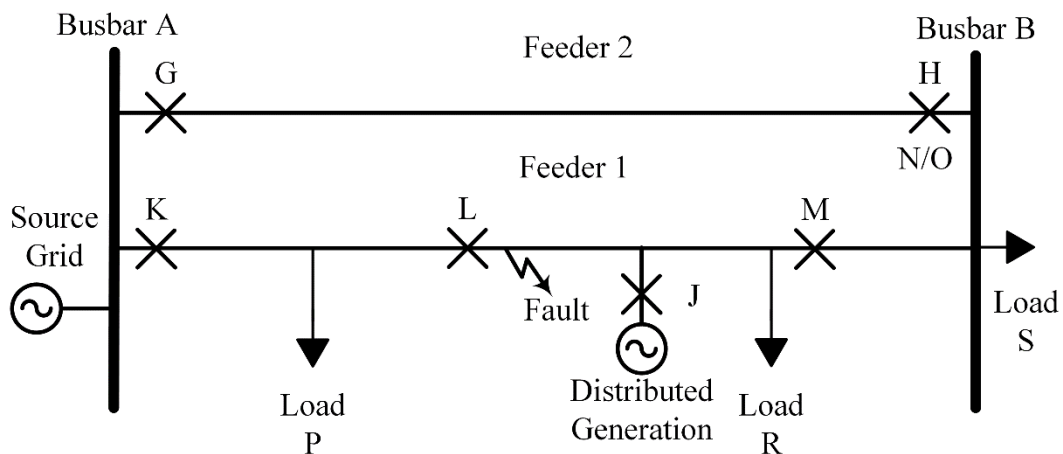 Busbar A
Feeder 2
Busbar B
G
H
N/O
Feeder 1
Source
Grid
K
L
M
Fault
J
Load
P
Distributed
Generation
Load
R
Load
S